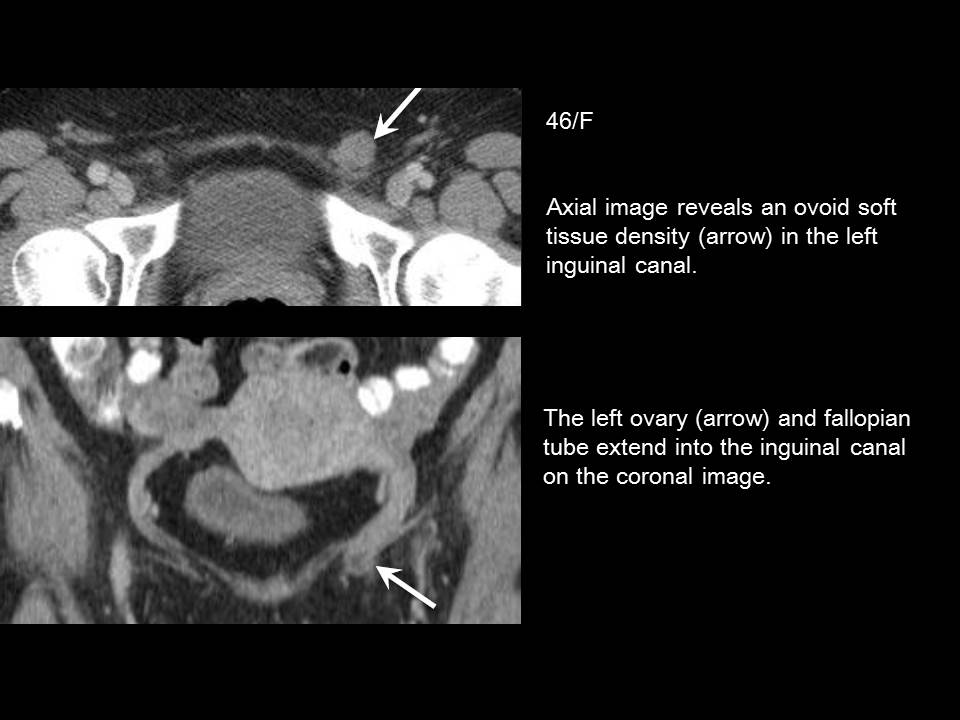 46/F
Axial image reveals an ovoid soft
tissue density (arrow) in the left
inguinal canal.
The left ovary (arrow) and fallopian
tube extend into the inguinal canal
on the coronal image.